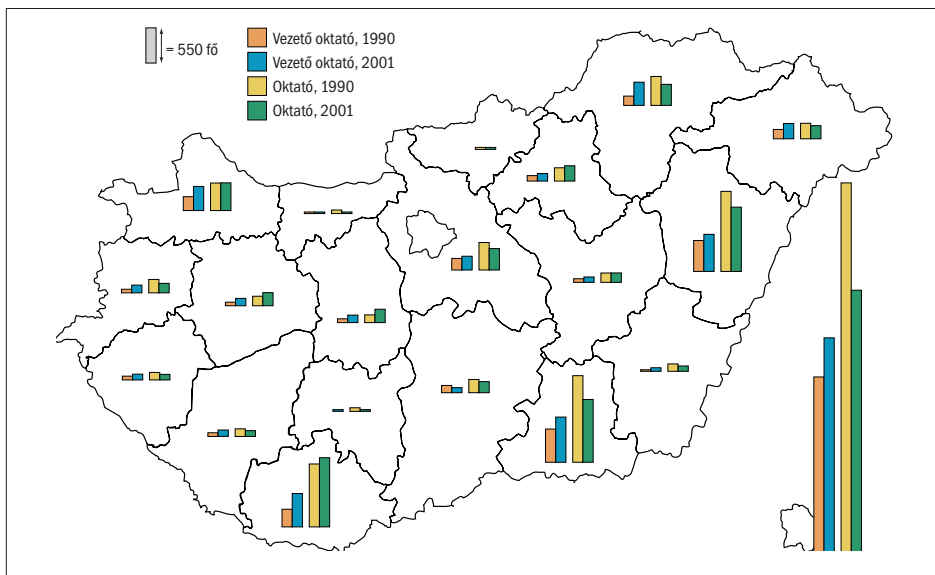 = 550 fő
Vezető oktató, 1990
Vezető oktató, 2001
Oktató, 1990
Oktató, 2001